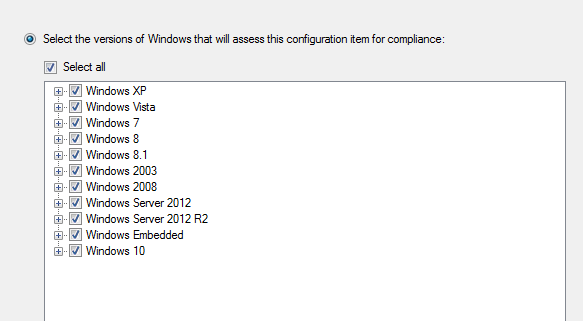 Select the versions of Windows that will assess this configuration item for compliance:
Select all
Windows XP
Windows Vista
Windows 7
Windows 8
Windows 8.1
Windows 2003
Windows 2008
Windows Server 2012
Windows Server 2012 R2
Windows Embedded
Windows 10